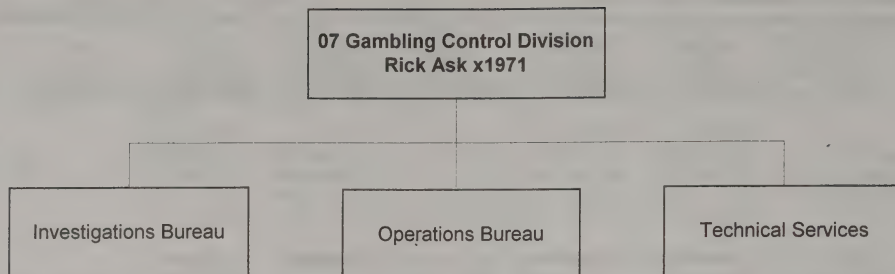 07 Gambling Control Division
Rick Ask x1971
Investigations Bureau
Operations Bureau
Technical Services